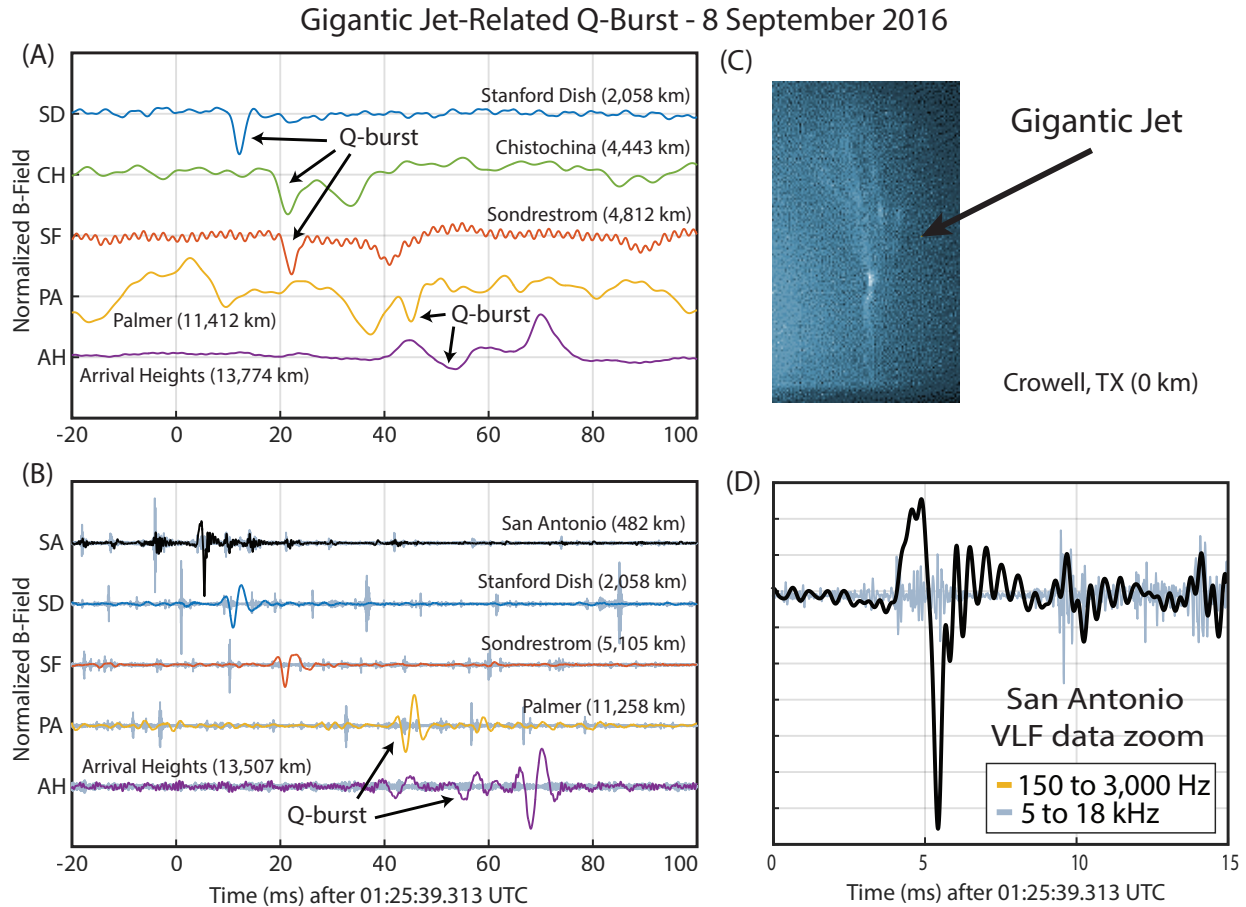 Gigantic Jet-Related Q-Burst - 8 September 2016
(A)
Normalized B-Field
SD
CH
SF
PA
AH
Stanford Dish (2,058 km)
Q-burst
Chistochina (4,443 km)
Sondrestrom (4,812 km)
Palmer (11,412 km)
Q-burst
Arrival Heights (13,774 km)
-20 0 20 40 60 80 100
(C)
Gigantic Jet
Crowell, TX (0 km)
(B)
Normalized B-Field
SA
SD
SF
PA
AH
San Antonio (482 km)
Stanford Dish (2,058 km)
Sondrestrom (5,105 km)
Palmer (11,258 km)
Arrival Heights (13,507 km)
Q-burst
-20 0 20 40 60 80 100
Time (ms) after 01:25:39.313 UTC
(D)
San Antonio
VLF data zoom
150 to 3,000 Hz
5 to 18 kHz
0 5 10 15
Time (ms) after 01:25:39.313 UTC